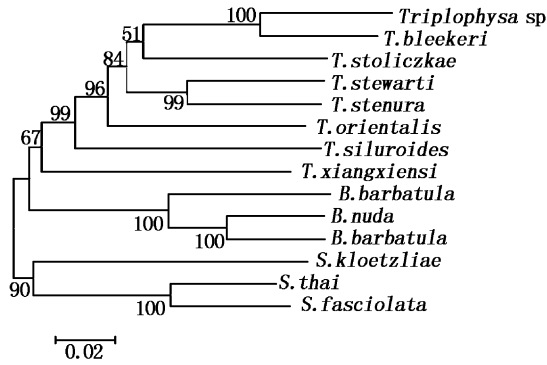 100
Triplophysa sp
T.bleekeri
51
T.stoliczkae
84
T.stewarti
99
T.stenura
96
T.orientalis
99
T.siluroides
67
T.xiangxiensi
B.barbatula
100
B.nuda
100
B.barbatula
S.kloetzliae
90
S.thai
100
S.fasciolata
0.02